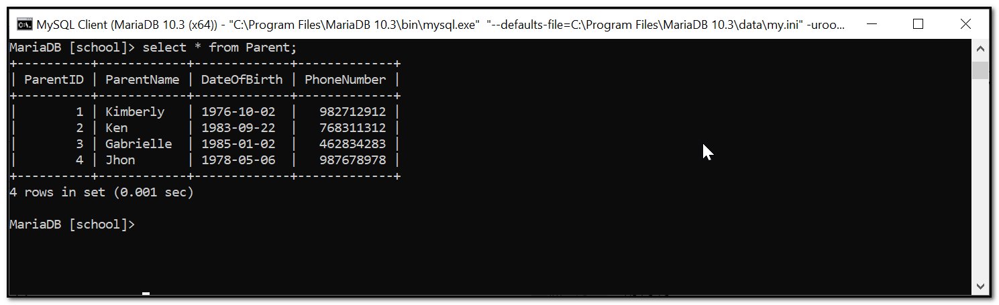 MySQL Client (MariaDB 10.3 (x64)) - "C:\Program Files\MariaDB 10.3\bin\mysql.exe"  "--defaults-file=C:\Program Files\MariaDB 10.3\data\my.ini" -uroo...
MariaDB [school]> select * from Parent;
+----------+------------+-------------+-------------+
| ParentID | ParentName | DateOfBirth | PhoneNumber |
+----------+------------+-------------+-------------+
|        1 | Kimberly   | 1976-10-02  |   982712912 |
|        2 | Ken        | 1983-09-22  |   768311312 |
|        3 | Gabrielle  | 1985-01-02  |   462834283 |
|        4 | Jhon       | 1978-05-06  |   987678978 |
+----------+------------+-------------+-------------+
4 rows in set (0.001 sec)
MariaDB [school]>